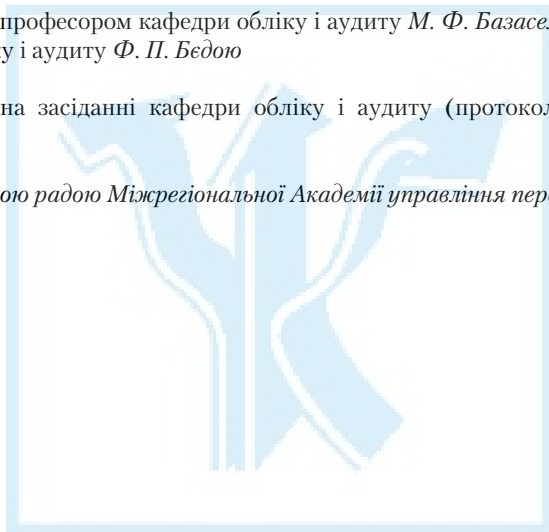 професором кафедри обліку і аудиту М. Ф. Базасе
у і аудиту Ф. П. Бєдою
на засіданні кафедри обліку і аудиту (протокол
ою радою Міжрегіональної Академії управління пер